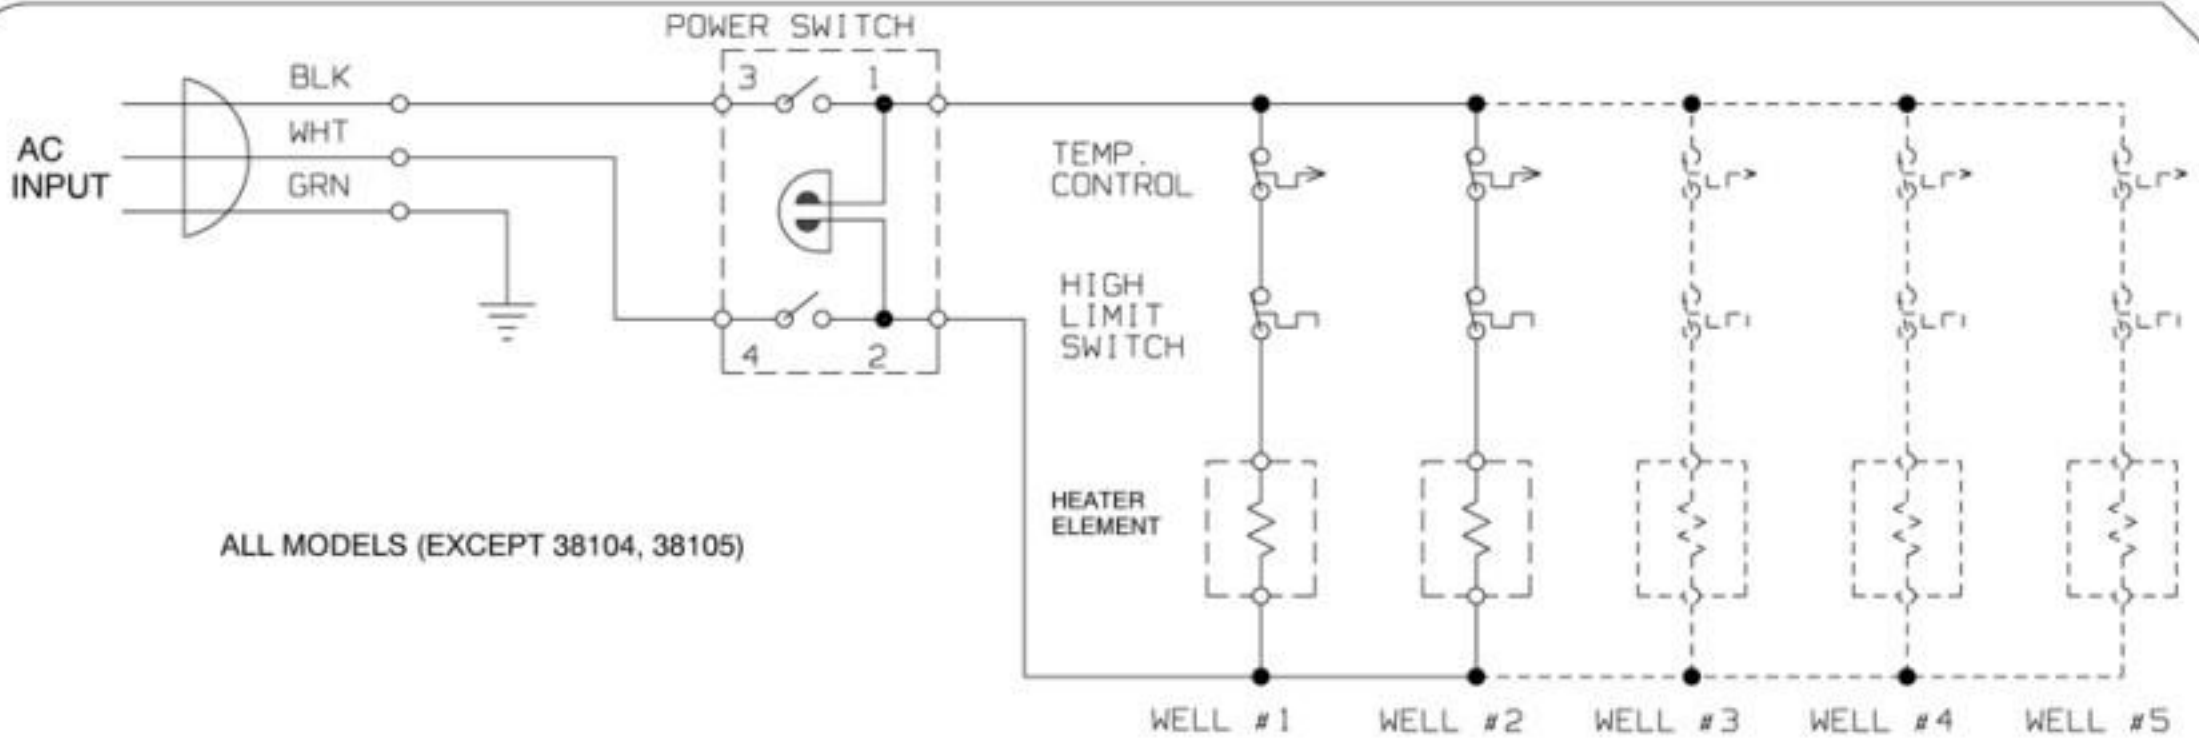 POWER SWITCH
BLK
3 1
WHT
AC
INPUT
GRN
TEMP.
CONTROL
HIGH
LIMIT
SWITCH
4 2
HEATER
ELEMENT
ALL MODELS (EXCEPT 38104, 38105)
WELL #1 WELL #2 WELL #3 WELL #4 WELL #5